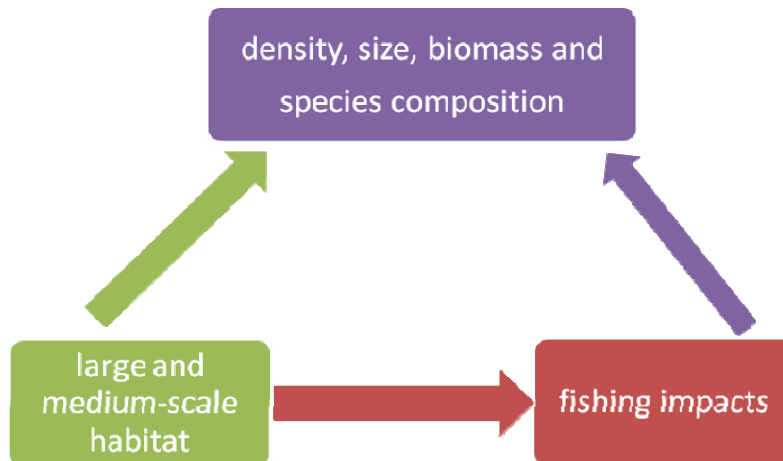 density, size, biomass and
species composition
large and
medium-scale
habitat
fishing impacts